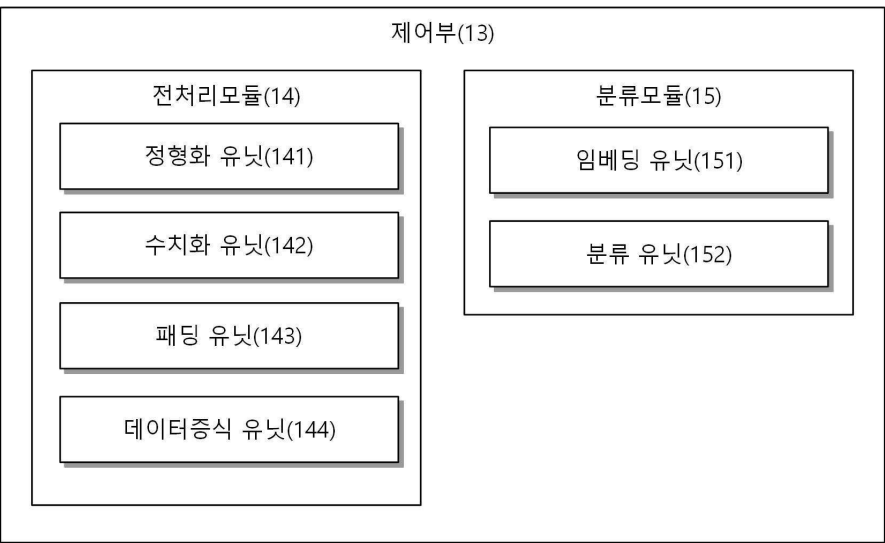 제어부(13)
전처리모듈(14)
정형화 유닛(141)
수치화 유닛(142)
패딩 유닛(143)
데이터증식 유닛(144)
분류모듈(15)
임베딩 유닛(151)
분류 유닛(152)